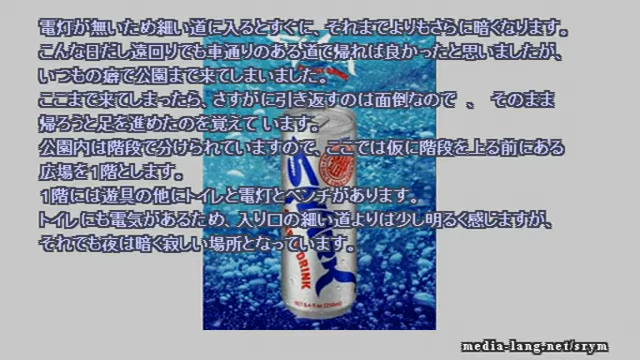 電灯が無いため細い道に入るとすぐに、それまでよりもさらに暗くなります。
こんな日だし遠回りでも車通りのある道で帰れば良かったと思いましたが、
いつもの癖で公園まで来てしまいました。
ここまで来てしまったら、さすがに引き返すのは面倒なので 、 そのまま
帰ろうと足を進めたのを覚えて います。
公園内は階段で分けられていますので、ここでは仮に階段を上る前にある
広場を1階とします。
1階には遊具の他にトイレと電灯とベンチがあります。
トイレにも電気があるため、入り口の細い道よりは少し明るく感じますが、
それでも夜は暗く寂しい場所となっています。
DRINK
NET 8.4 fl oz (250ml)
media-lang-net/srym